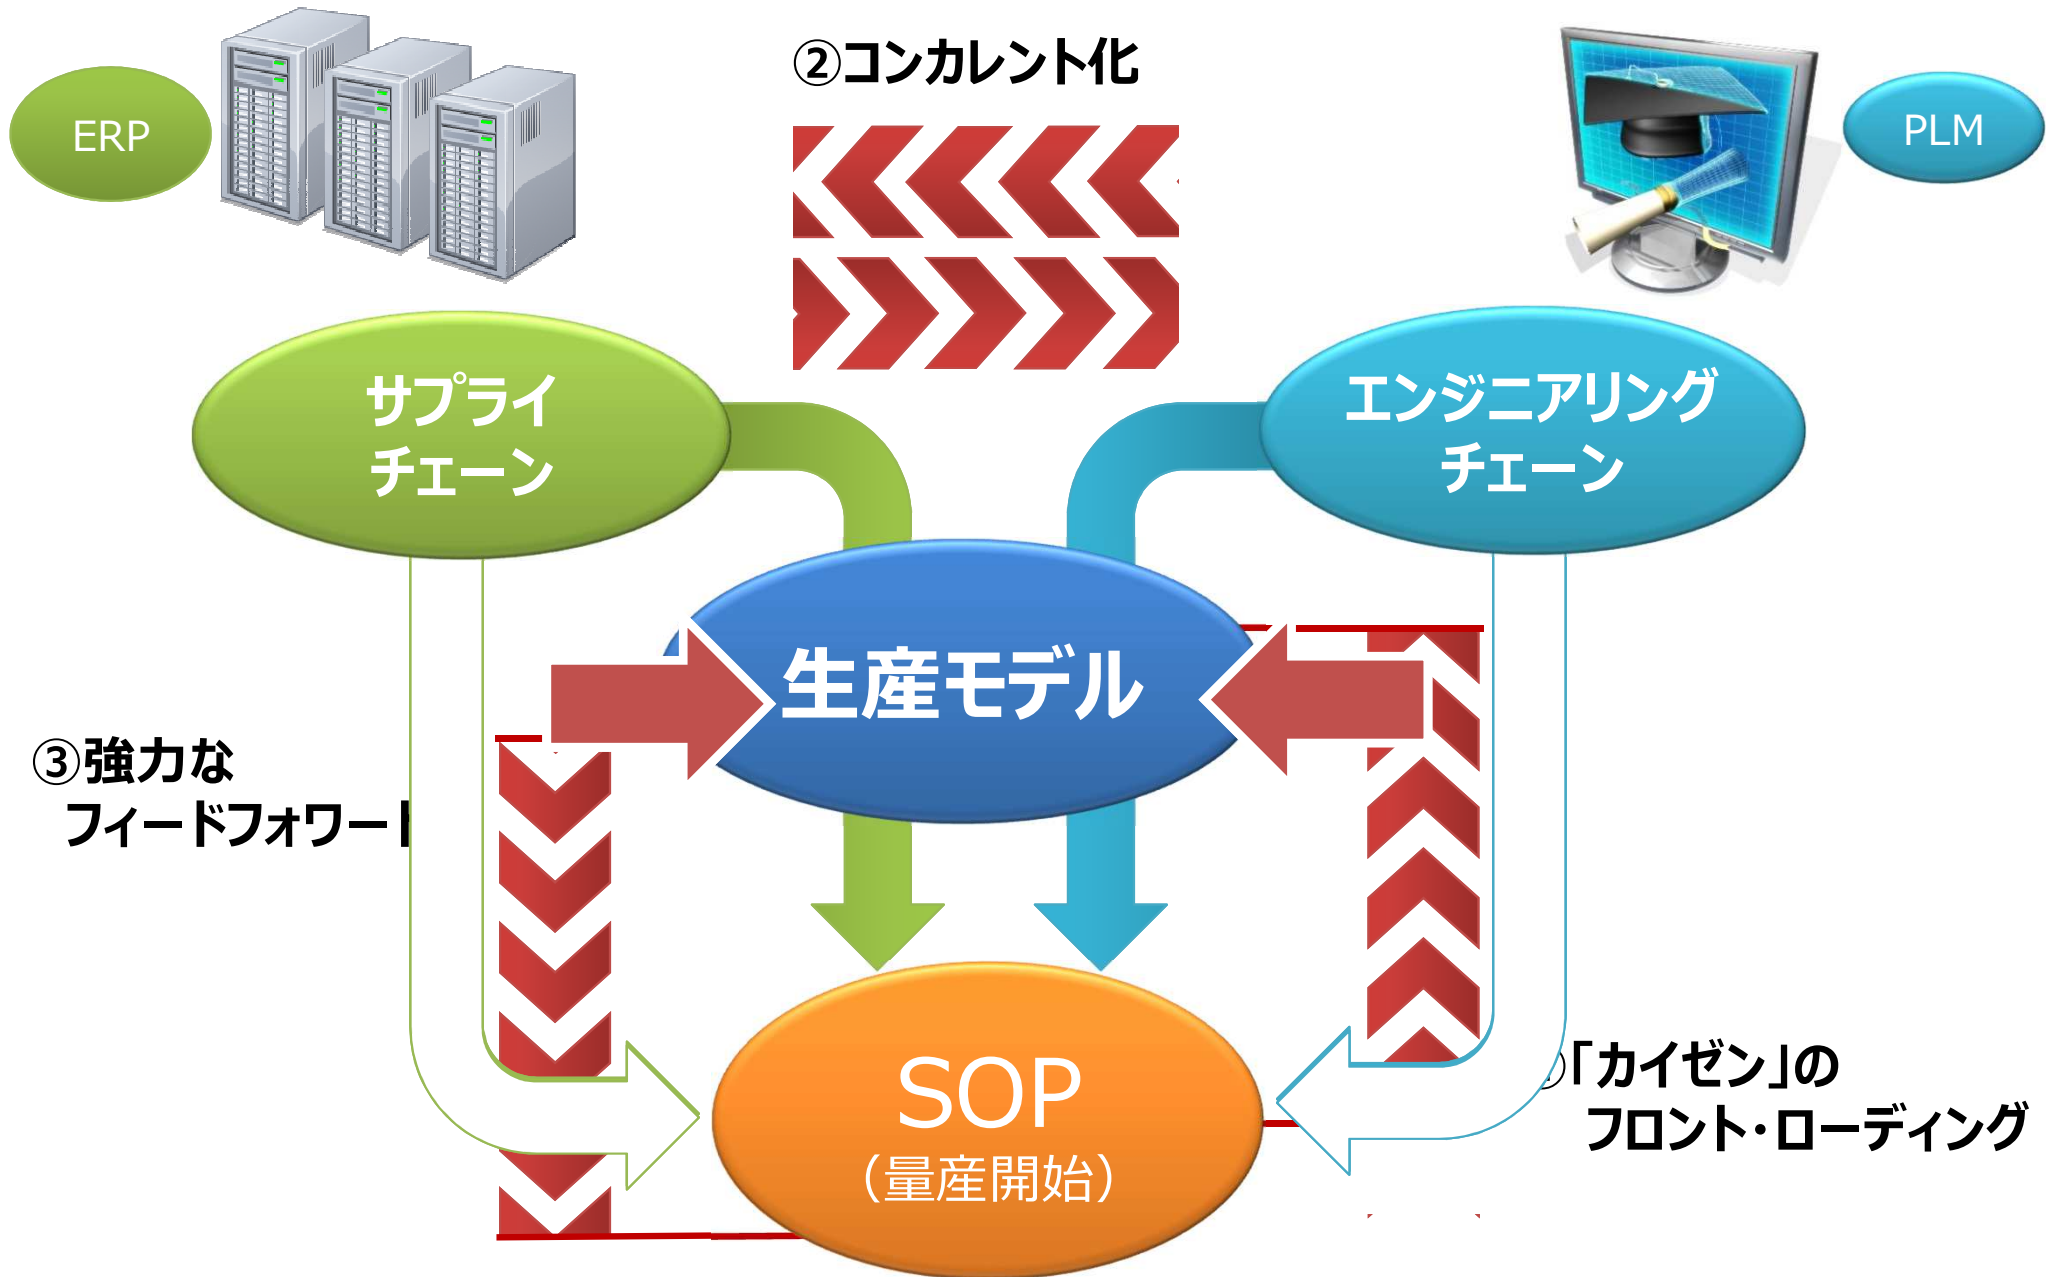 ②コンカレント化
ERP
PLM
サプライ
チェーン
エンジニアリング
チェーン
生産モデル
③強力な
フィードフォワード
「カイゼン」の
フロント・ローディング
SOP
（量産開始）